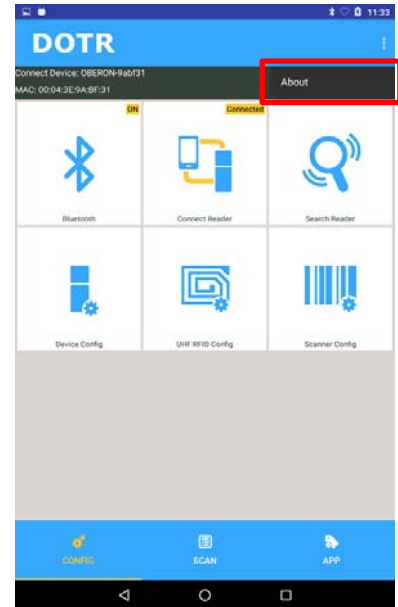 11:33
DOTR
Connect Device: OBERON-9abf31
MAC: 00:04:3E:9A:BF:31
About
ON
Connected
Bluetooth
Connect Reader
Search Reader
Device Config
UHF RFID Config
Scanner Config
CONFIG
SCAN
APP